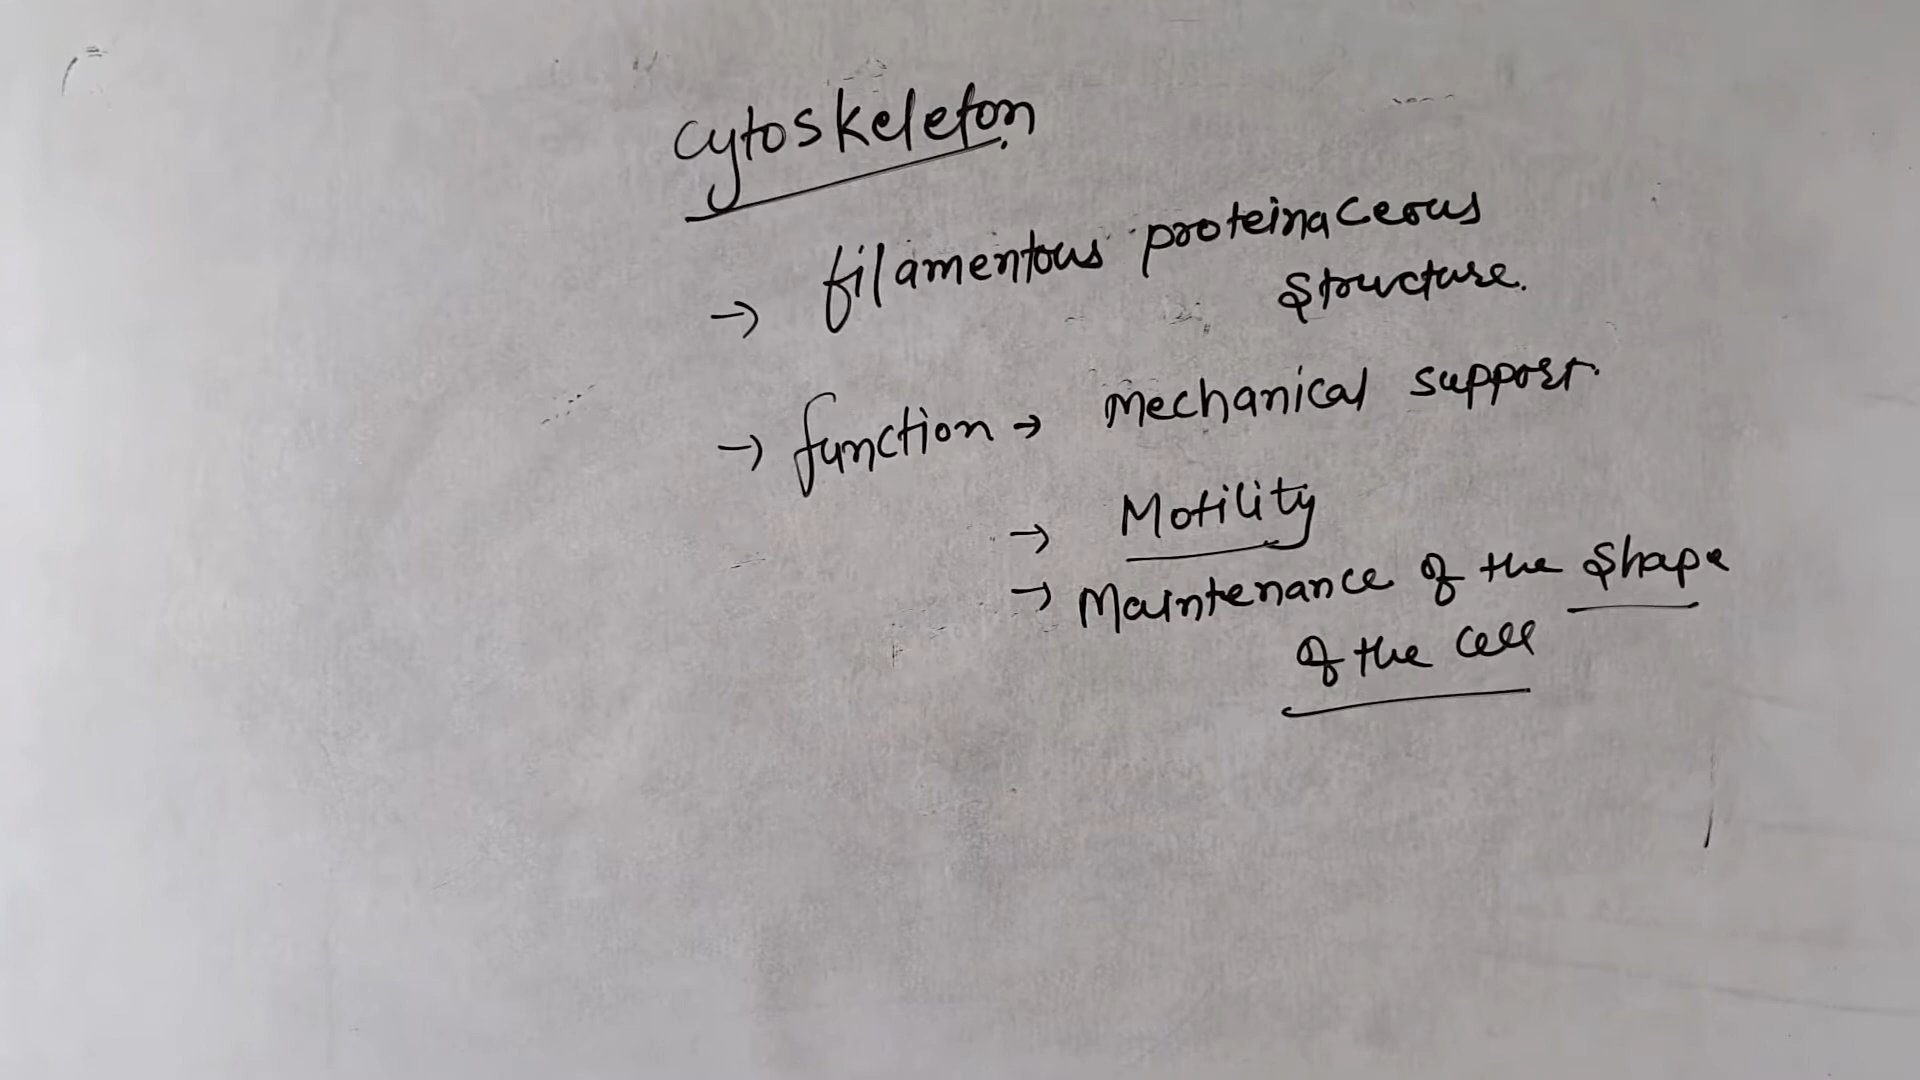 cytoskeleton
→ filamentous proteinaceous
structure.
→ function → Mechanical support.
→ Motility
→ Maintenance of the shape
of the cell